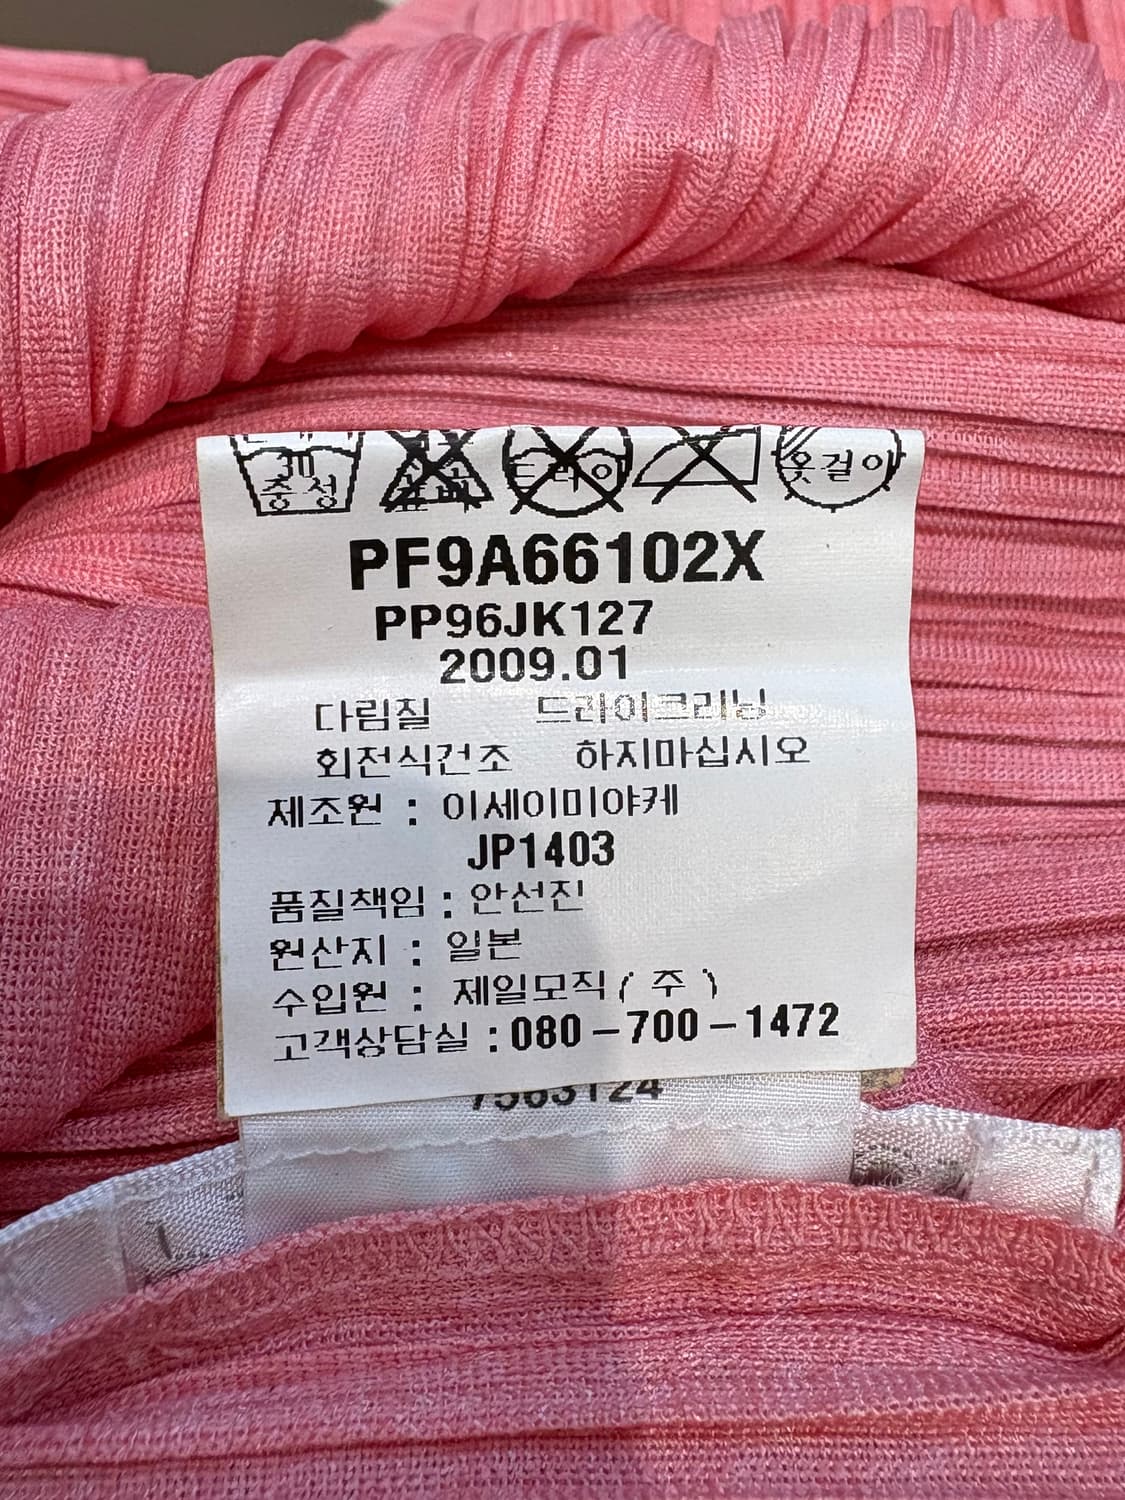 30
중성
드라이
옷걸이
PF9A66102X
PP96JK127
2009.01
다림질 드라이크리닝
회전식건조 하지마십시오
제조원 : 이세이미야케
JP1403
품질책임 : 안선진
원산지 : 일본
수입원 : 제일모직 ( 주 )
고객상담실 : 080-700-1472
7563124